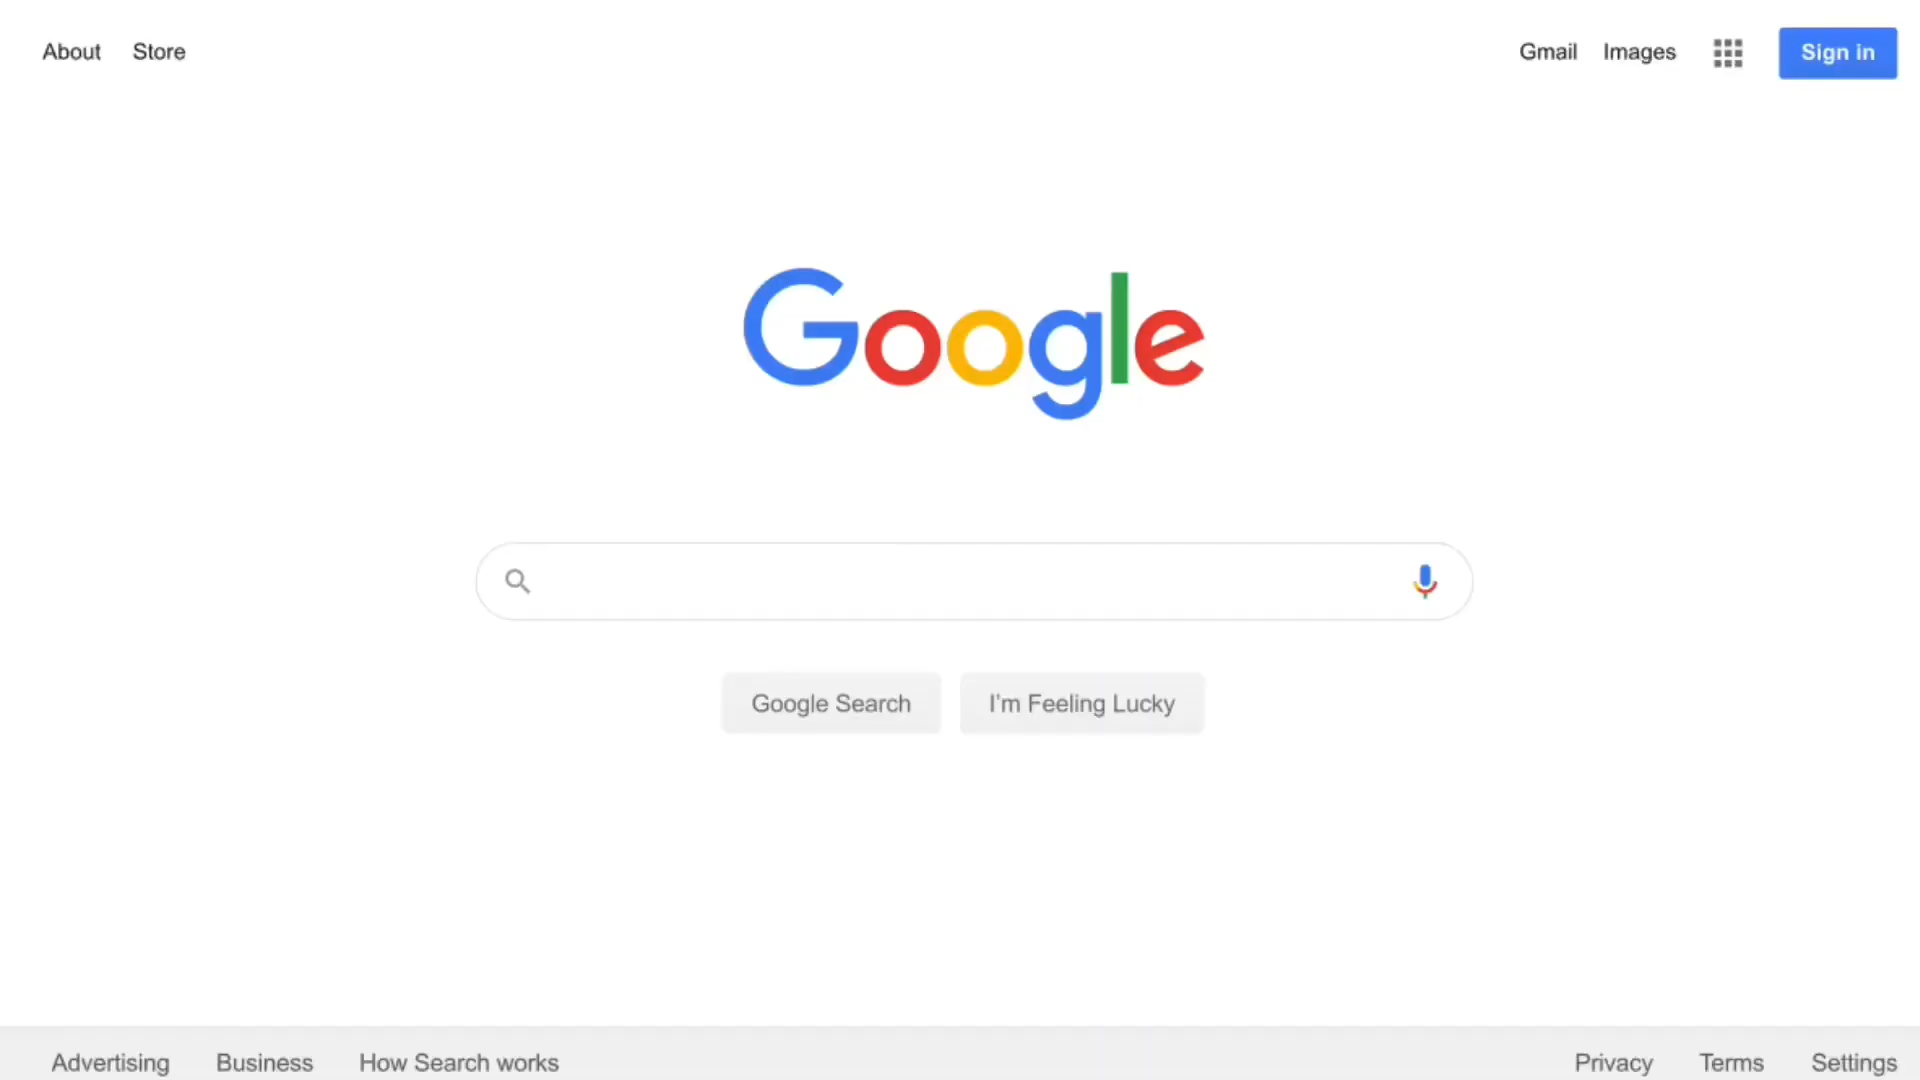 About Store Gmail Images Sign in
Google
Google Search I'm Feeling Lucky
Advertising Business How Search works Privacy Terms Settings